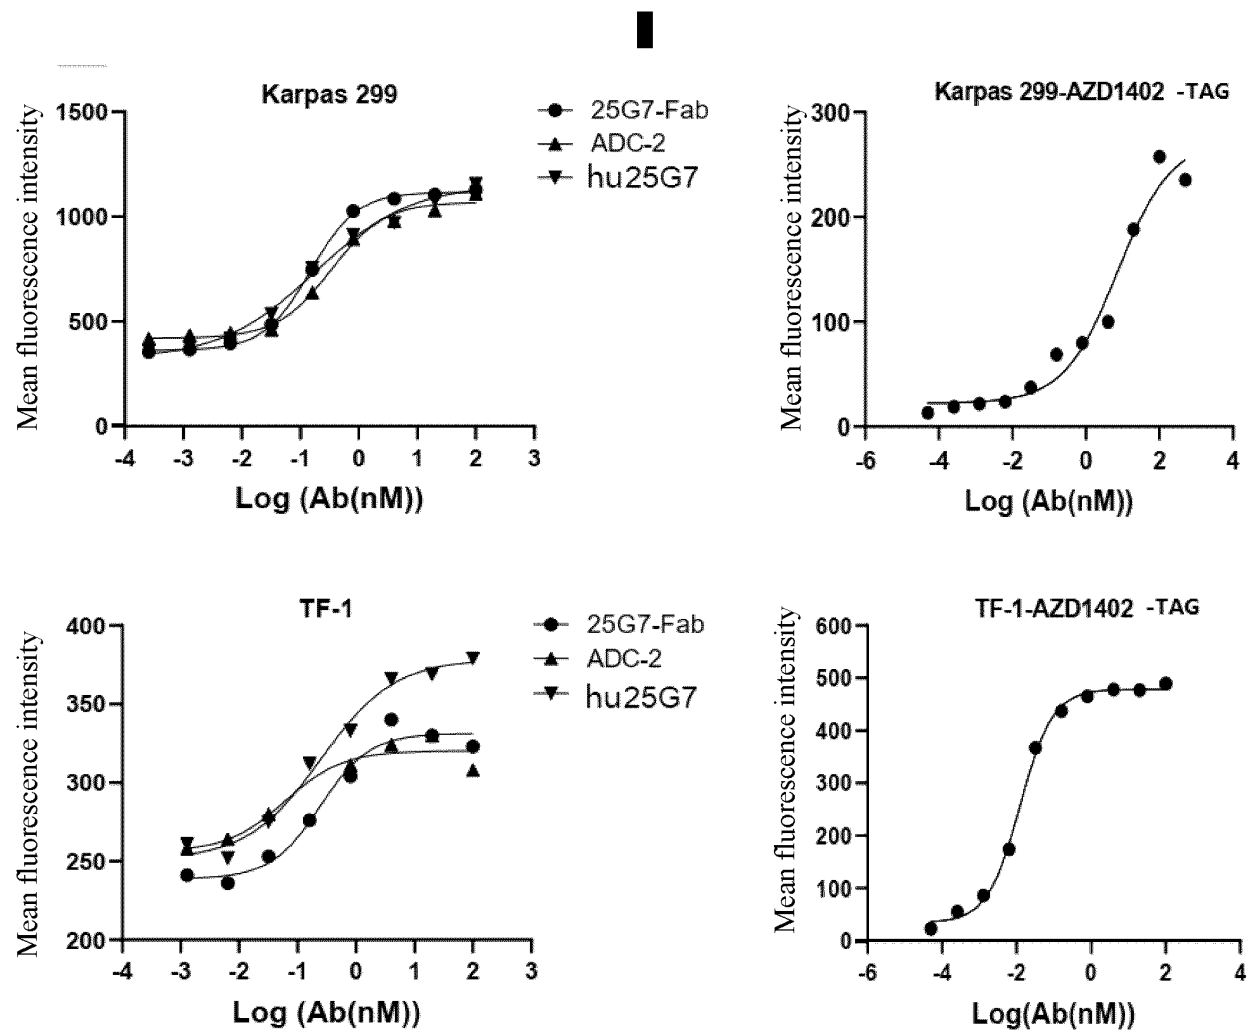 Karpas 299
25G7-Fab
ADC-2
hu25G7
Mean fluorescence intensity
1500
1000
500
0
-4 -3 -2 -1 0 1 2 3
Log (Ab(nM))
Karpas 299-AZD1402 -TAG
Mean fluorescence intensity
300
200
100
0
-6 -4 -2 0 2 4
Log (Ab(nM))
TF-1
25G7-Fab
ADC-2
hu25G7
Mean fluorescence intensity
400
350
300
250
200
-4 -3 -2 -1 0 1 2 3
Log (Ab(nM))
TF-1-AZD1402 -TAG
Mean fluorescence intensity
600
500
400
300
200
100
0
-6 -4 -2 0 2 4
Log(Ab(nM))